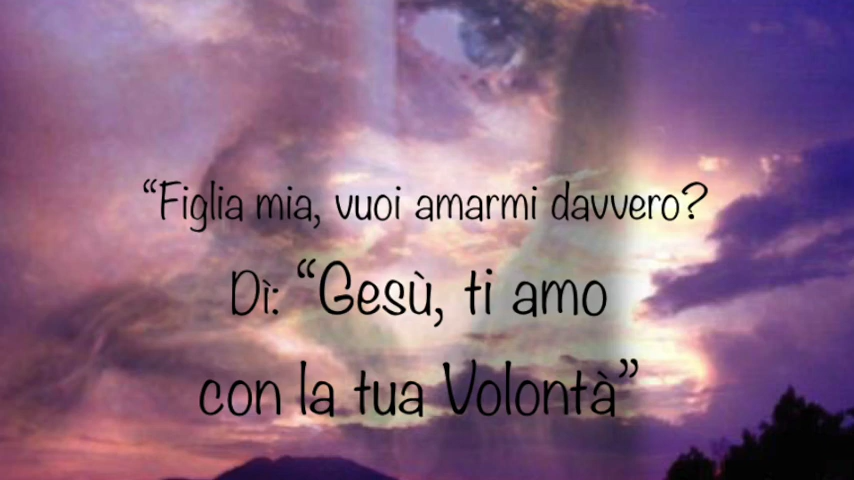 “Figlia mia, vuoi amarmi davvero?
Dì: “Gesù, ti amo
con la tua Volontà”